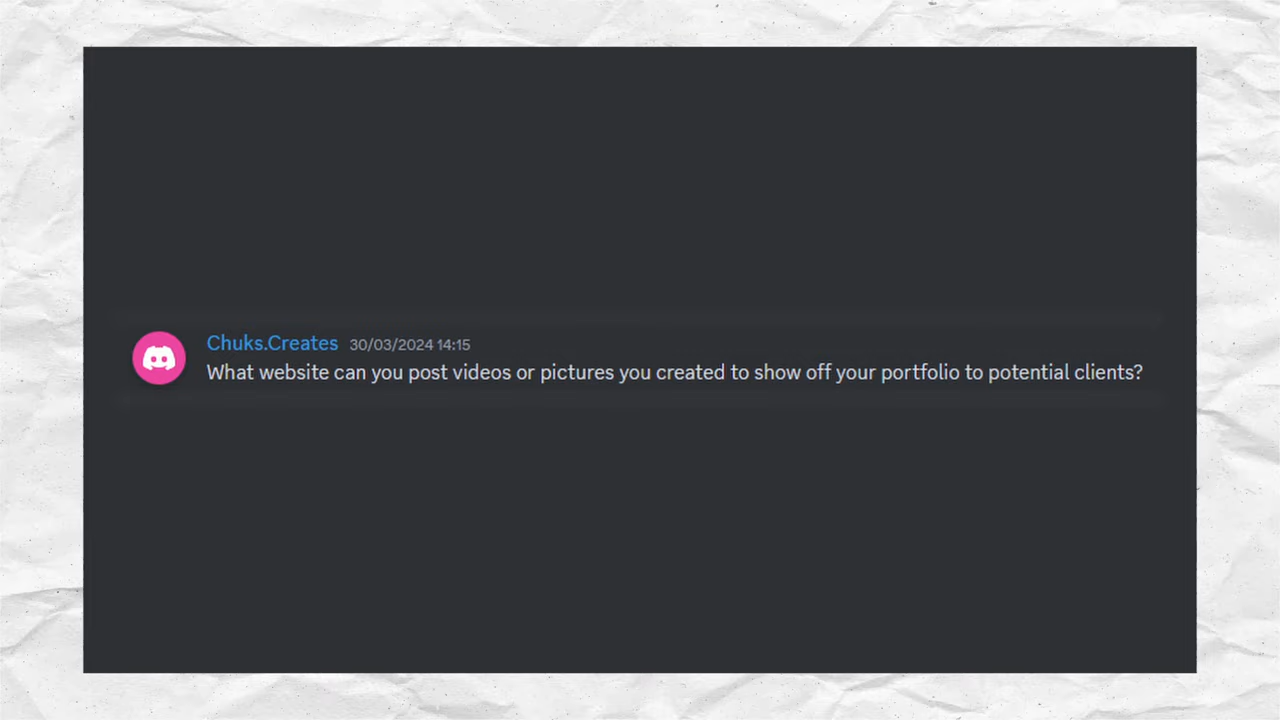 Chuks.Creates 30/03/2024 14:15
What website can you post videos or pictures you created to show off your portfolio to potential clients?